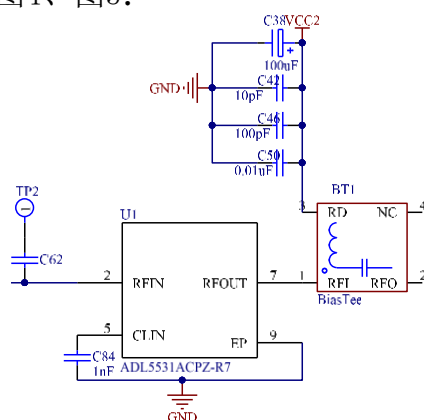 C38 VCC2
100uF
GND
C42
10pF
C46
100pF
C50
0.01uF
TP2
1
BT1
U1
3
RD NC
4
C62
2
RFIN RFOUT
7
1
RFI RFO
2
BiasTee
5
CLIN
EP
9
C84
1nF
ADL5531ACPZ-R7
GND